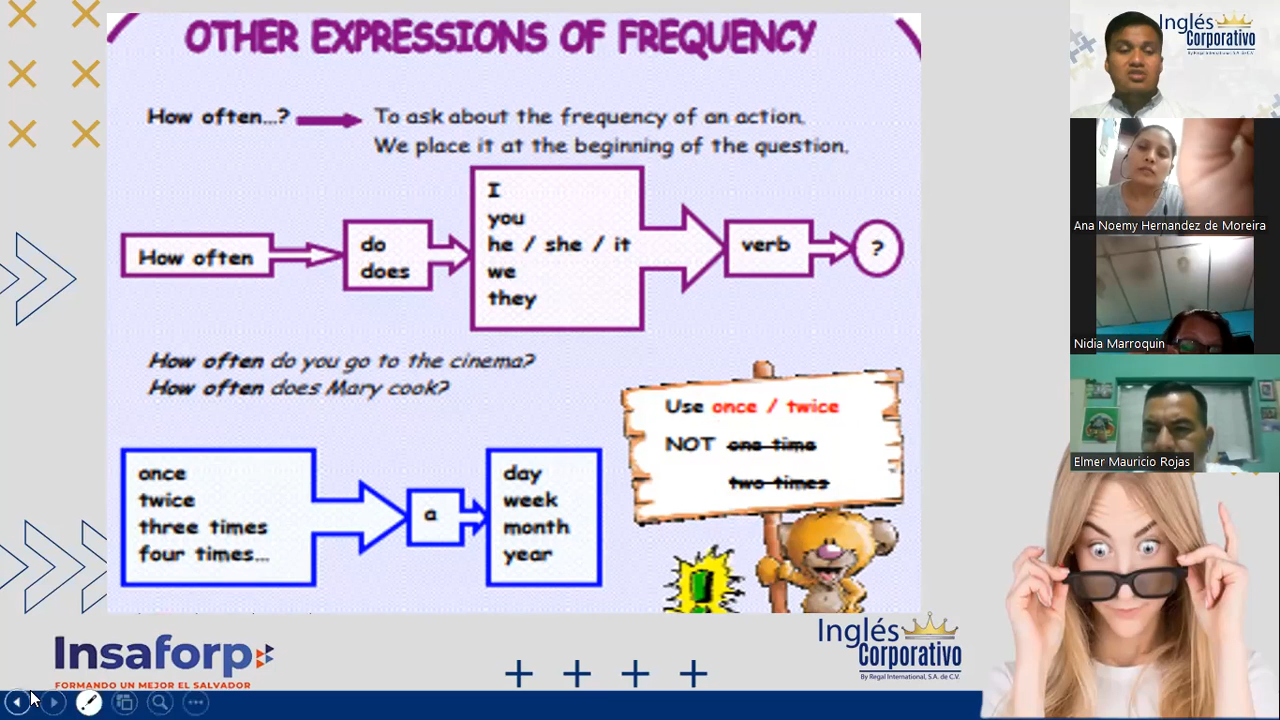 OTHER EXPRESSIONS OF FREQUENCY
How often...? To ask about the frequency of an action.
We place it at the beginning of the question.
How often
do
does
I
you
he / she / it
we
they
verb
?
How often do you go to the cinema?
How often does Mary cook?
once
twice
three times
four times...
a
day
week
month
year
Use once / twice
NOT one time
two times
Inglés
Corporativo
By Regal International, S.A. de C.V.
Ana Noemy Hernandez de Moreira
Nidia Marroquin
Elmer Mauricio Rojas
Insaforp
FORMANDO UN MEJOR EL SALVADOR
Inglés
Corporativo
By Regal International, S.A. de C.V.